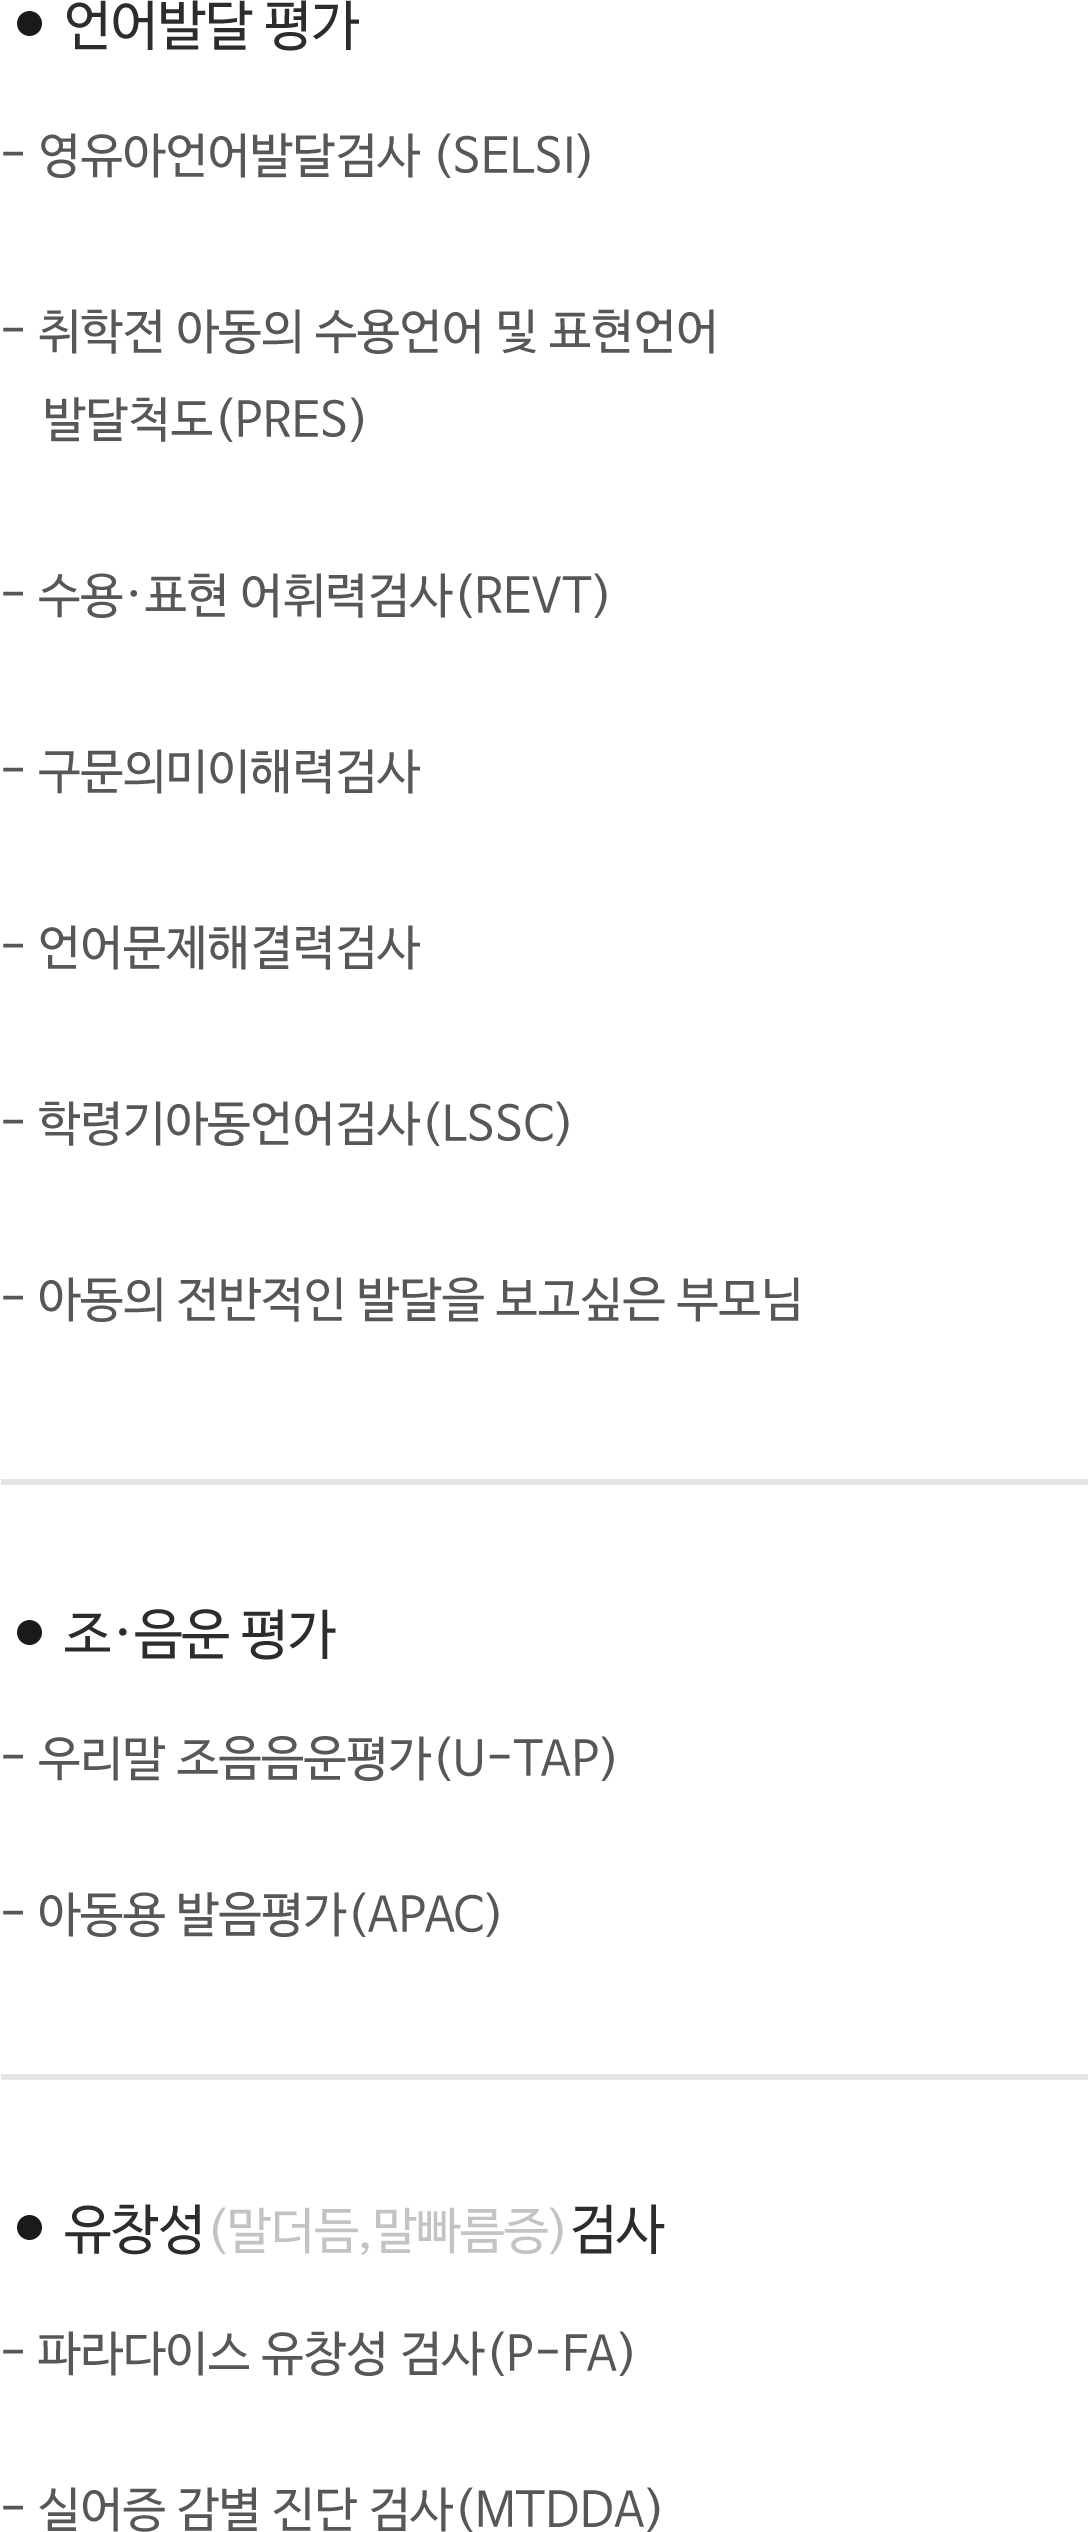 ● 언어발달 평가
- 영유아언어발달검사 (SELSI)
- 취학전 아동의 수용언어 및 표현언어
발달척도(PRES)
- 수용·표현 어휘력검사(REVT)
- 구문의미이해력검사
- 언어문제해결력검사
- 학령기아동언어검사(LSSC)
- 아동의 전반적인 발달을 보고싶은 부모님
● 조·음운 평가
- 우리말 조음음운평가(U-TAP)
- 아동용 발음평가(APAC)
● 유창성(말더듬,말빠름증)검사
- 파라다이스 유창성 검사(P-FA)
- 실어증 감별 진단 검사(MTDDA)